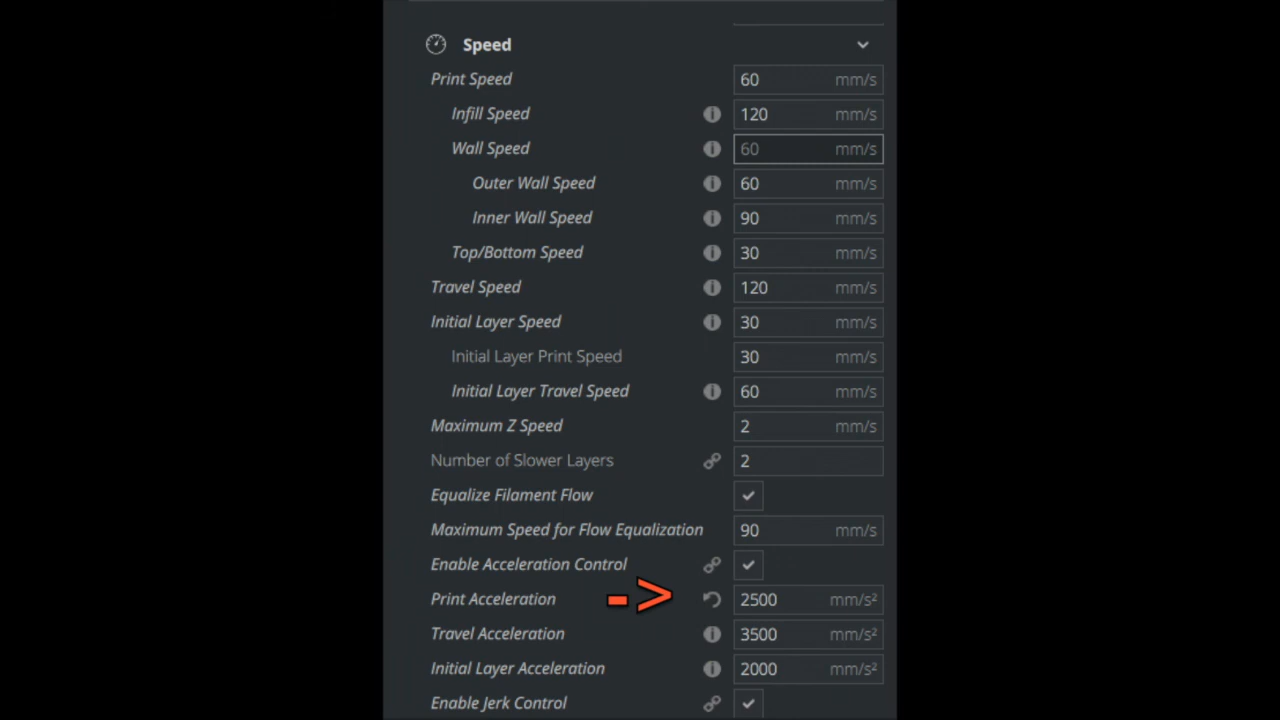 Speed
Print Speed 60 mm/s
Infill Speed 120 mm/s
Wall Speed 60 mm/s
Outer Wall Speed 60 mm/s
Inner Wall Speed 90 mm/s
Top/Bottom Speed 30 mm/s
Travel Speed 120 mm/s
Initial Layer Speed 30 mm/s
Initial Layer Print Speed 30 mm/s
Initial Layer Travel Speed 60 mm/s
Maximum Z Speed 2 mm/s
Number of Slower Layers 2
Equalize Filament Flow
Maximum Speed for Flow Equalization 90 mm/s
Enable Acceleration Control
Print Acceleration -> 2500 mm/s²
Travel Acceleration 3500 mm/s²
Initial Layer Acceleration 2000 mm/s²
Enable Jerk Control